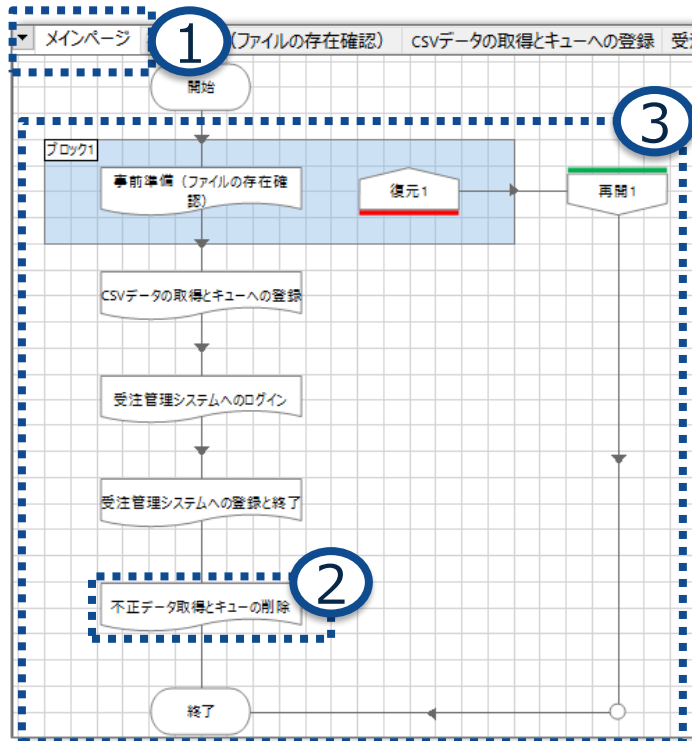 メインページ
1
(ファイルの存在確認)
CSVデータの取得とキューへの登録
開始
3
ブロック1
事前準備（ファイルの存在確
認）
復元1
再開1
CSVデータの取得とキューへの登録
受注管理システムへのログイン
受注管理システムへの登録と終了
2
不正データ取得とキューの削除
終了